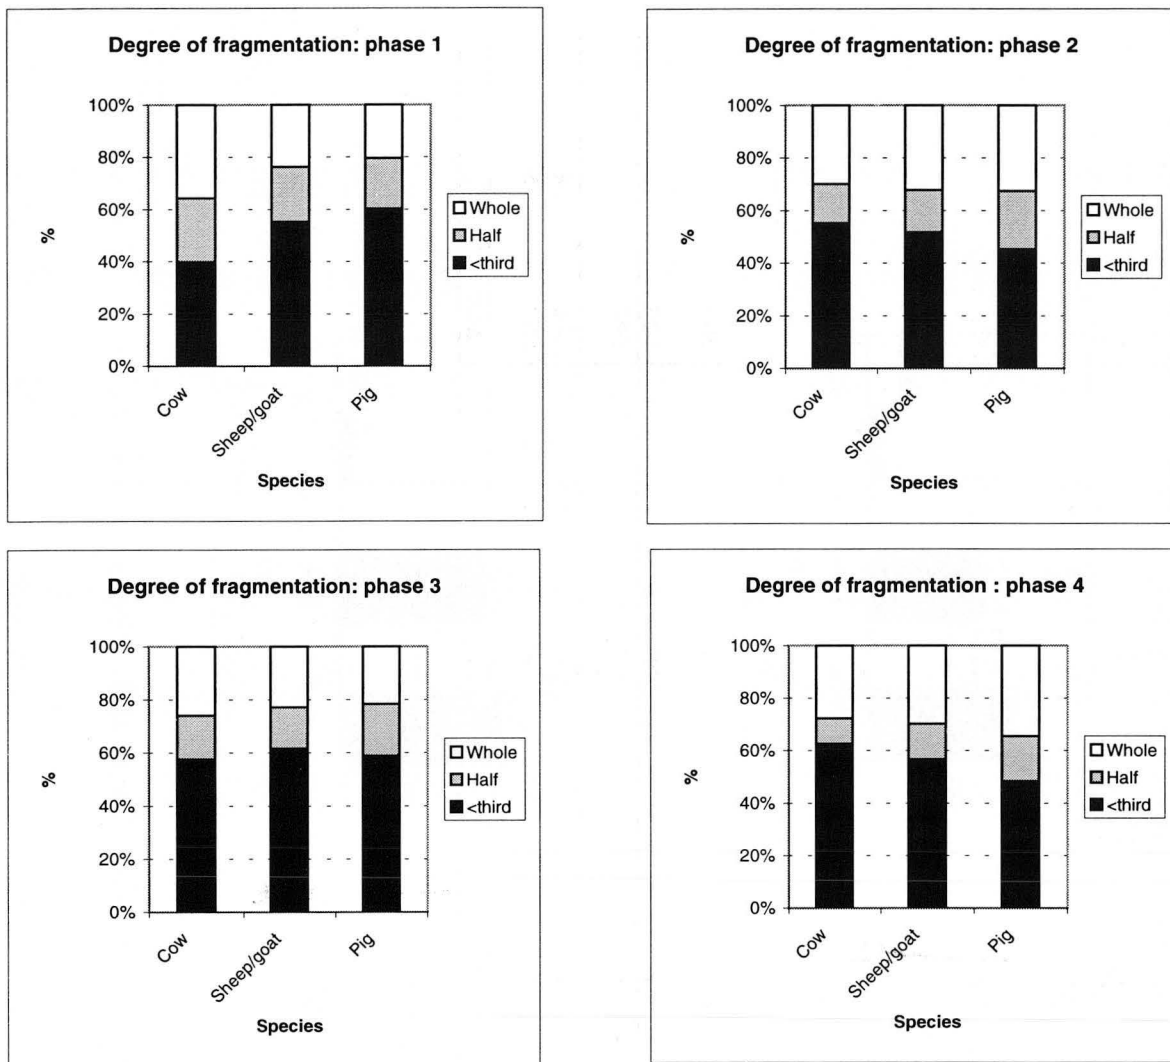 Degree of fragmentation: phase 1
100%
80%
60%
40%
20%
0%
%
Cow
Sheep/goat
Pig
Species
Whole
Half
<third
Degree of fragmentation: phase 2
100%
80%
60%
40%
20%
0%
%
Cow
Sheep/goat
Pig
Species
Whole
Half
<third
Degree of fragmentation: phase 3
100%
80%
60%
40%
20%
0%
%
Cow
Sheep/goat
Pig
Species
Whole
Half
<third
Degree of fragmentation : phase 4
100%
80%
60%
40%
20%
0%
%
Cow
Sheep/goat
Pig
Species
Whole
Half
<third